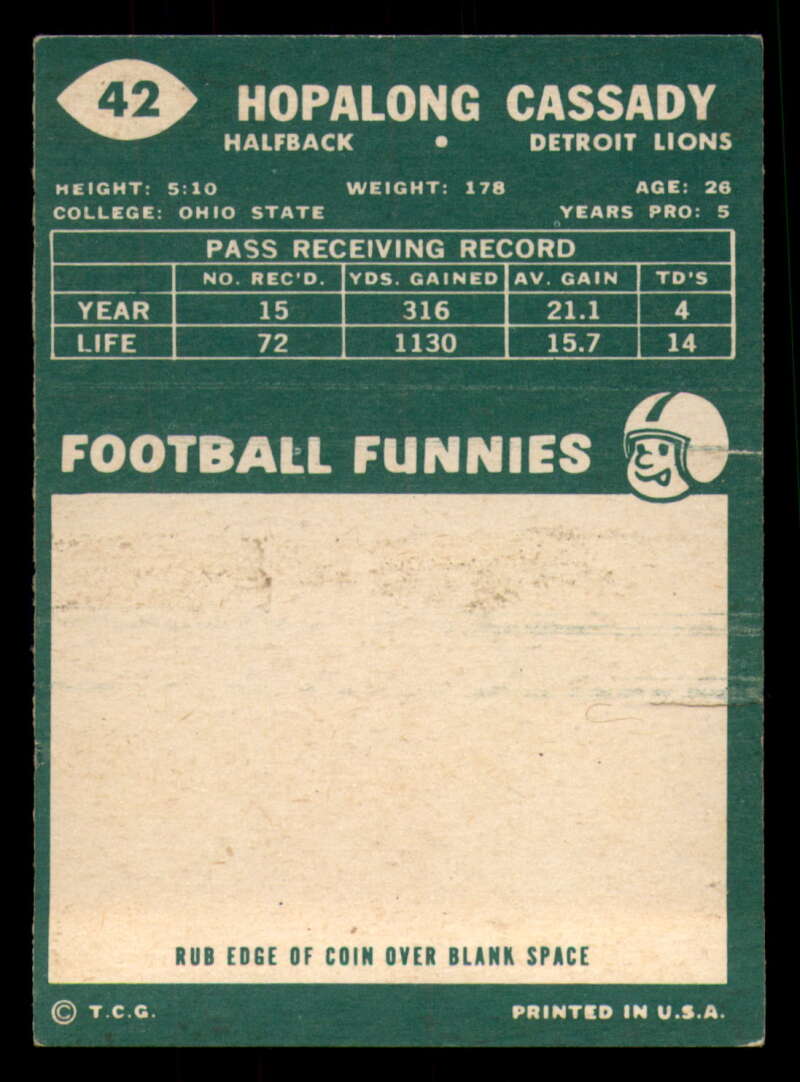 42
HOPALONG CASSADY
HALFBACK • DETROIT LIONS
HEIGHT: 5:10 WEIGHT: 178 AGE: 26
COLLEGE: OHIO STATE YEARS PRO: 5
PASS RECEIVING RECORD
NO. REC'D. YDS. GAINED AV. GAIN TD'S
YEAR 15 316 21.1 4
LIFE 72 1130 15.7 14
FOOTBALL FUNNIES
RUB EDGE OF COIN OVER BLANK SPACE
© T.C.G. PRINTED IN U.S.A.